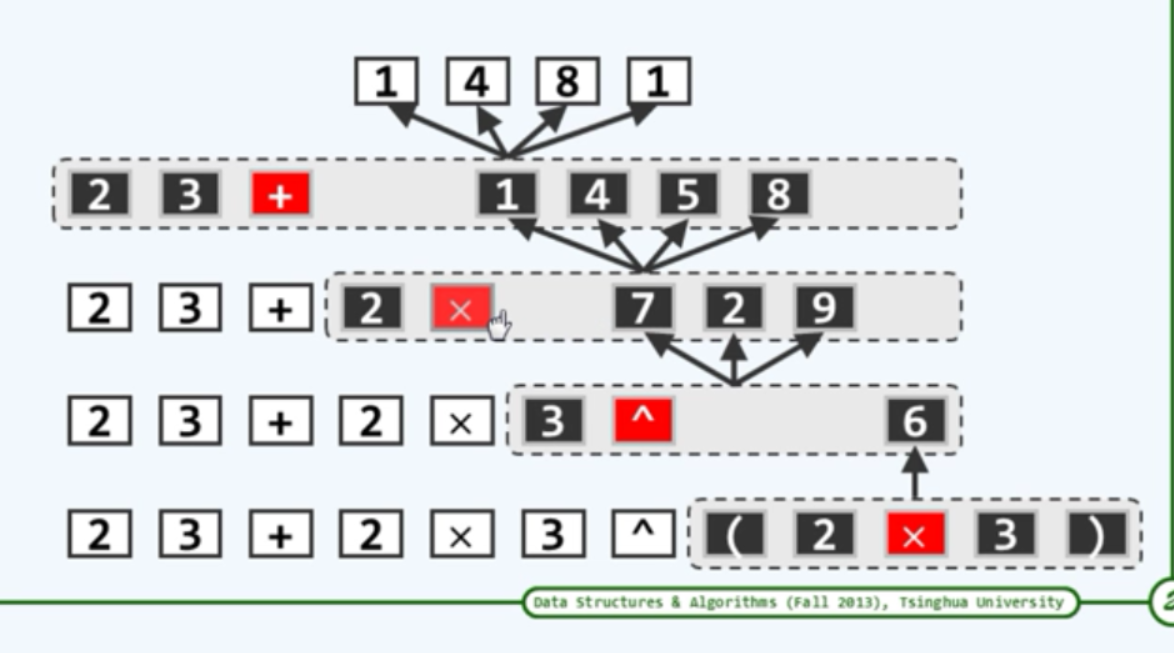 1 4 8 1
2 3 + 1 4 5 8
2 3 + 2 × 7 2 9
2 3 + 2 × 3 ^ 6
2 3 + 2 × 3 ^ ( 2 × 3 )
Data Structures & Algorithms (Fall 2013), Tsinghua University